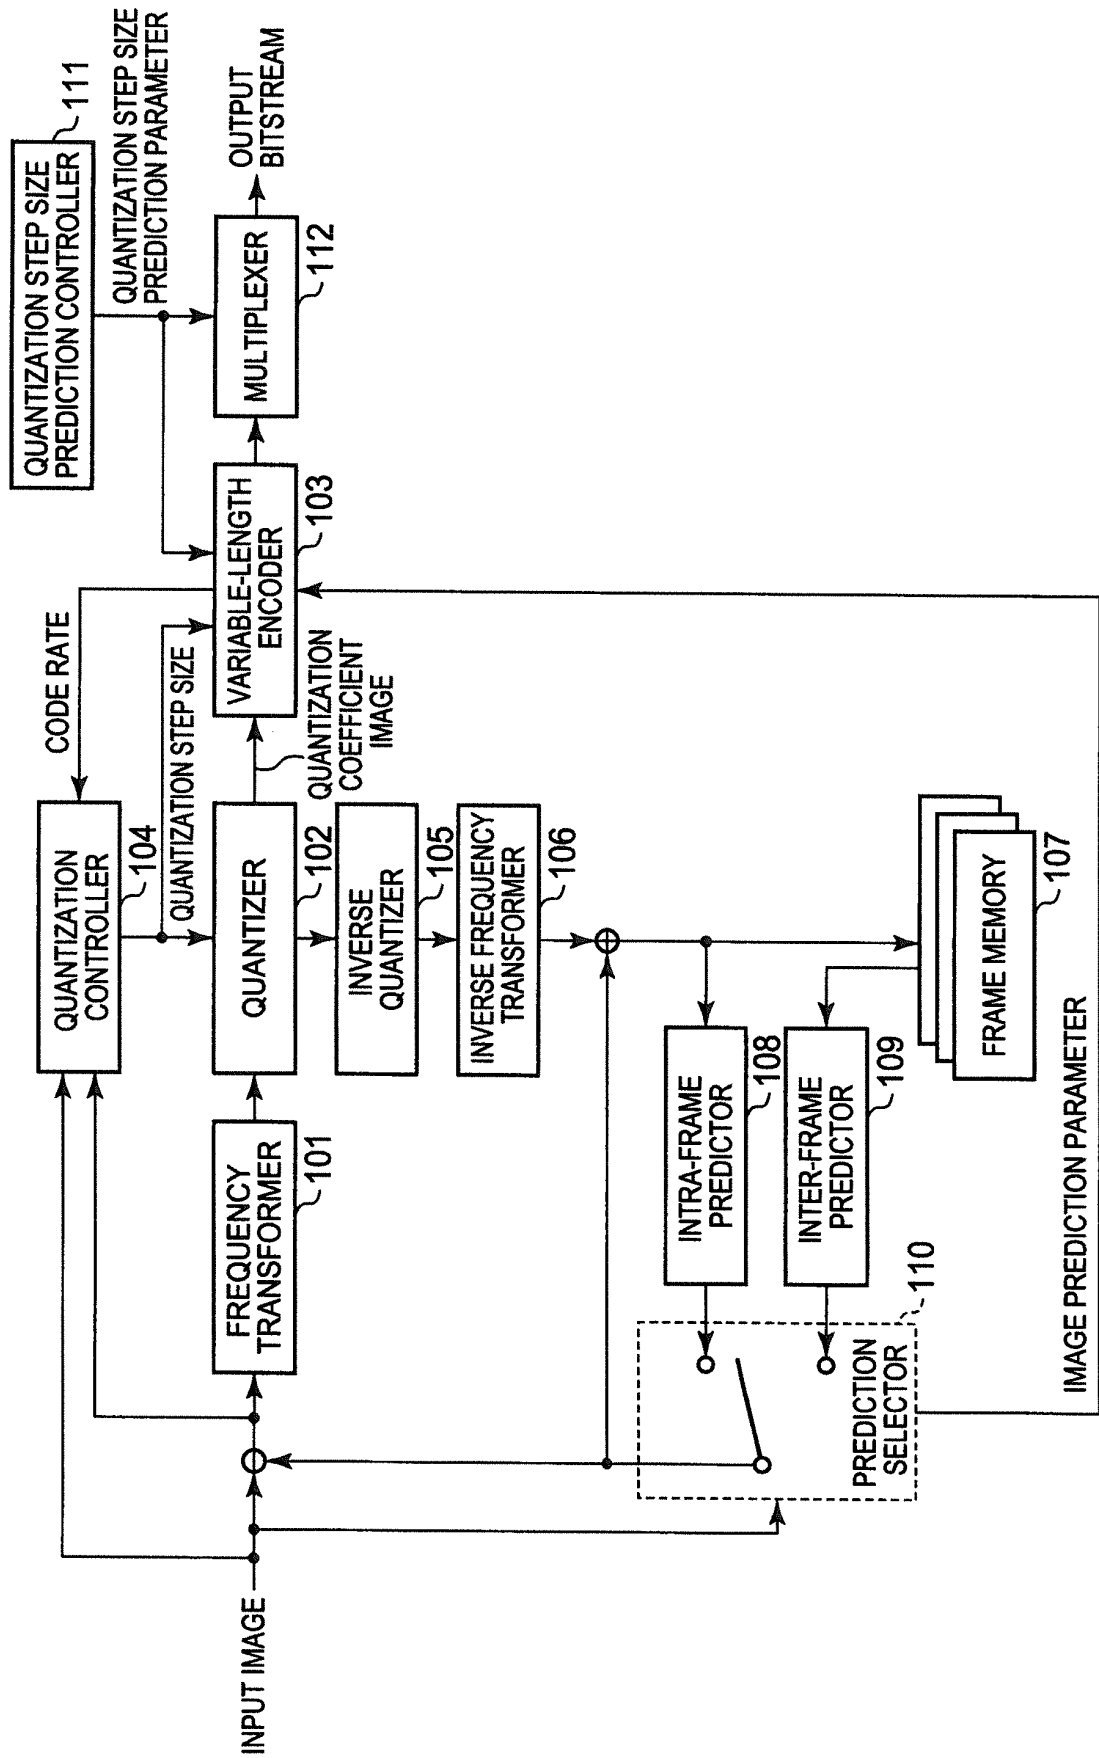 QUANTIZATION STEP SIZE
PREDICTION CONTROLLER
111
QUANTIZATION STEP SIZE
PREDICTION PARAMETER
CODE RATE
QUANTIZATION
CONTROLLER
104
QUANTIZATION STEP SIZE
INPUT IMAGE
FREQUENCY
TRANSFORMER
101
QUANTIZER
102
QUANTIZATION
COEFFICIENT
IMAGE
VARIABLE-LENGTH
ENCODER
103
MULTIPLEXER
112
OUTPUT
BITSTREAM
INVERSE
QUANTIZER
105
INVERSE FREQUENCY
TRANSFORMER
106
INTRA-FRAME
PREDICTOR
108
INTER-FRAME
PREDICTOR
109
PREDICTION
SELECTOR
110
FRAME MEMORY
107
IMAGE PREDICTION PARAMETER